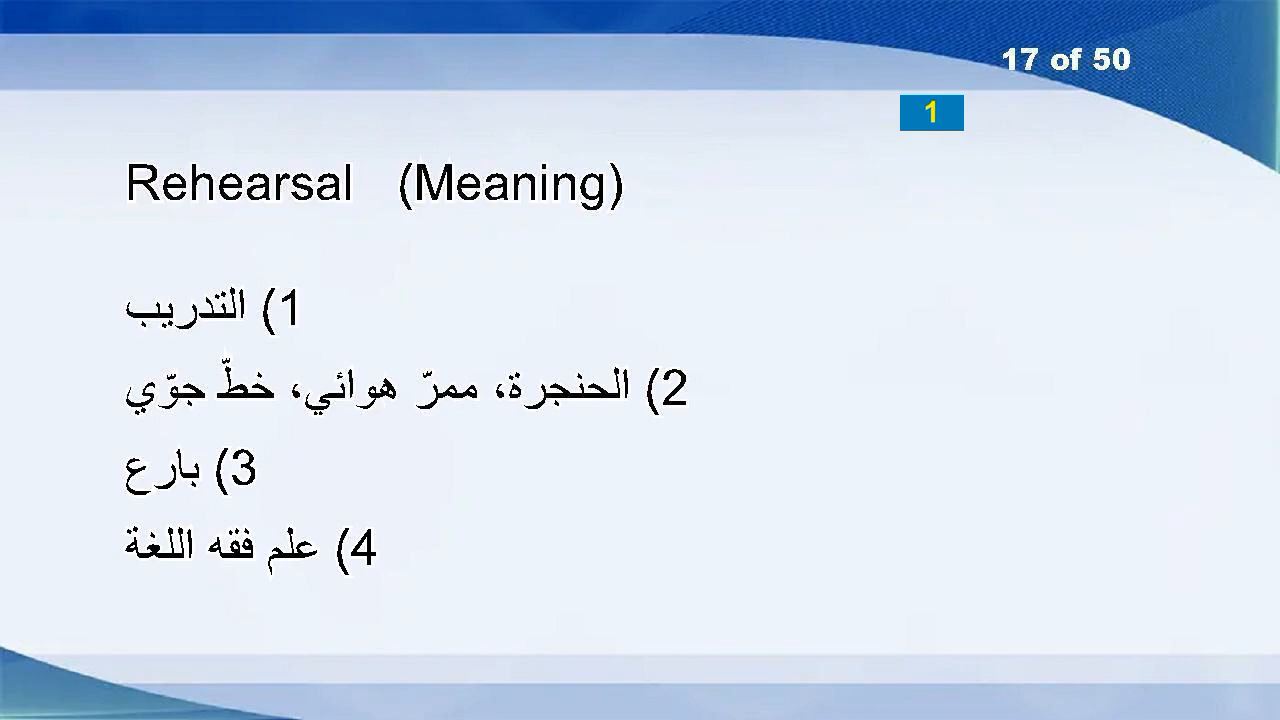 17 of 50
1
Rehearsal (Meaning)
1) التدريب
2) الحنجرة، ممرّ هوائي، خطّ جوّي
3) بارع
4) علم فقه اللغة